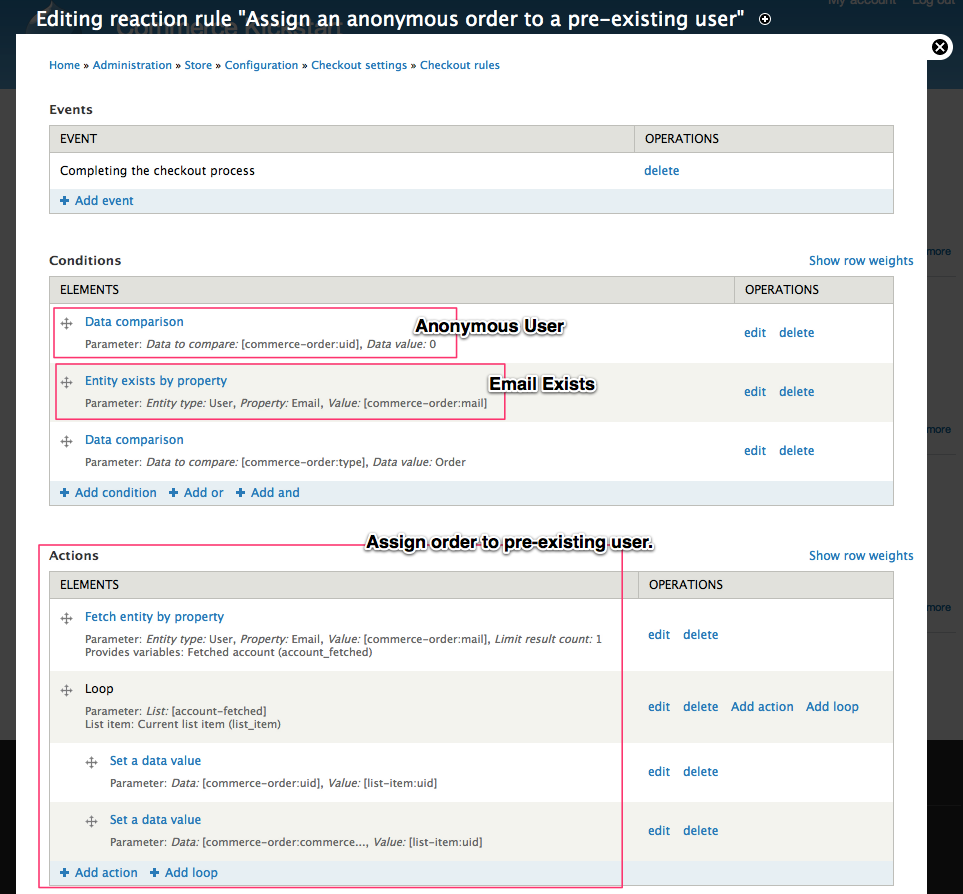 My account Log out
Editing reaction rule "Assign an anonymous order to a pre-existing user"
Commerce Kickstart
Home » Administration » Store » Configuration » Checkout settings » Checkout rules
Events
EVENT OPERATIONS
Completing the checkout process delete
Add event
more
Conditions Show row weights
ELEMENTS OPERATIONS
Data comparison Anonymous User
edit delete
Parameter: Data to compare: [commerce-order:uid], Data value: 0
Entity exists by property Email Exists
edit delete
Parameter: Entity type: User, Property: Email, Value: [commerce-order:mail]
more
Data comparison
edit delete
Parameter: Data to compare: [commerce-order:type], Data value: Order
Add condition Add or Add and
Assign order to pre-existing user.
Actions Show row weights
ELEMENTS OPERATIONS
more
Fetch entity by property
edit delete
Parameter: Entity type: User, Property: Email, Value: [commerce-order:mail], Limit result count: 1
Provides variables: Fetched account (account_fetched)
Loop
edit delete Add action Add loop
Parameter: List: [account-fetched]
List item: Current list item (list_item)
Set a data value
edit delete
Parameter: Data: [commerce-order:uid], Value: [list-item:uid]
Set a data value
edit delete
Parameter: Data: [commerce-order:commerce..., Value: [list-item:uid]
Add action Add loop